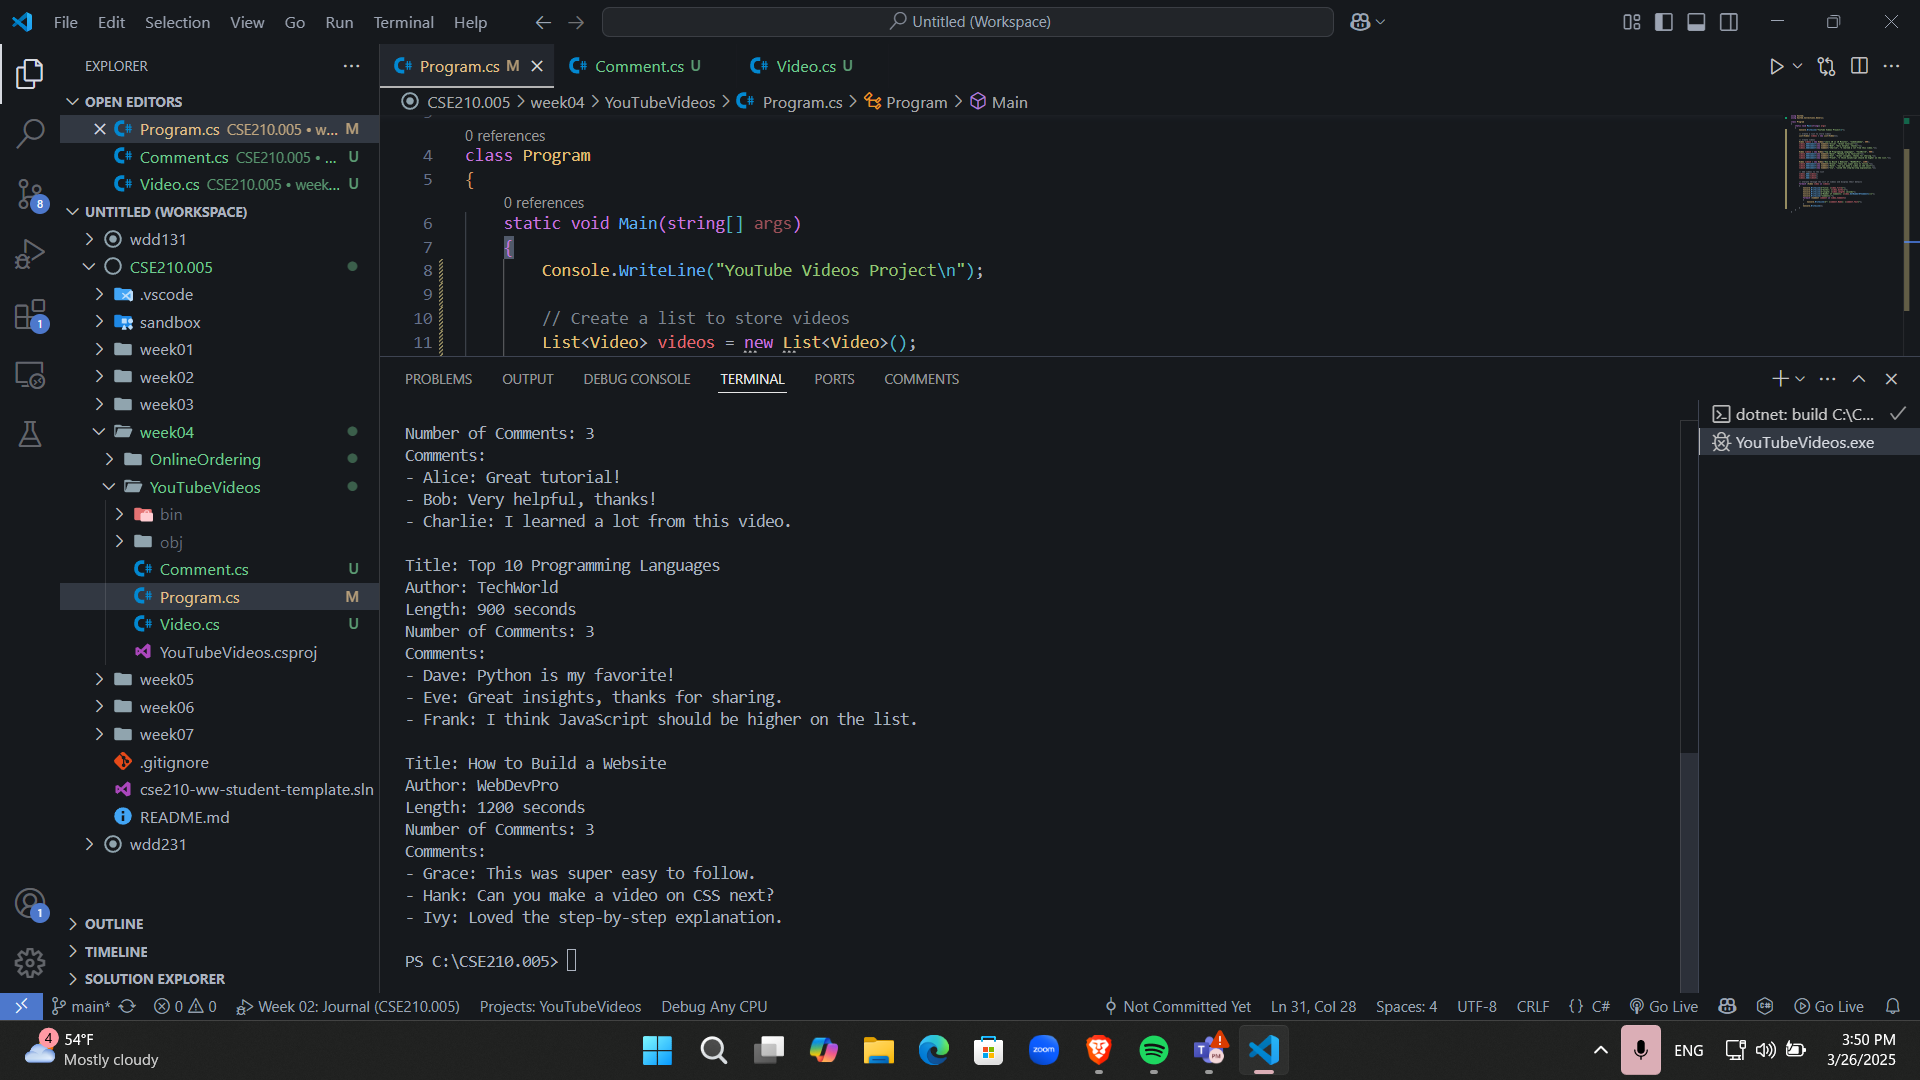 File Edit Selection View Go Run Terminal Help
Untitled (Workspace)
EXPLORER
OPEN EDITORS
Program.cs CSE210.005 • w... M
Comment.cs CSE210.005 • ... U
Video.cs CSE210.005 • week... U
UNTITLED (WORKSPACE)
wdd131
CSE210.005
.vscode
sandbox
week01
week02
week03
week04
OnlineOrdering
YouTubeVideos
bin
obj
Comment.cs U
Program.cs M
Video.cs U
YouTubeVideos.csproj
week05
week06
week07
.gitignore
cse210-ww-student-template.sln
README.md
wdd231
OUTLINE
TIMELINE
SOLUTION EXPLORER
8
1
1
Program.cs M
Comment.cs U
Video.cs U
CSE210.005 > week04 > YouTubeVideos > Program.cs > Program > Main
0 references
4 class Program
5 {
0 references
6 static void Main(string[] args)
7 {
8 Console.WriteLine("YouTube Videos Project\n");
9
10 // Create a list to store videos
11 List<Video> videos = new List<Video>();
PROBLEMS OUTPUT DEBUG CONSOLE TERMINAL PORTS COMMENTS
Number of Comments: 3
Comments:
- Alice: Great tutorial!
- Bob: Very helpful, thanks!
- Charlie: I learned a lot from this video.
Title: Top 10 Programming Languages
Author: TechWorld
Length: 900 seconds
Number of Comments: 3
Comments:
- Dave: Python is my favorite!
- Eve: Great insights, thanks for sharing.
- Frank: I think JavaScript should be higher on the list.
Title: How to Build a Website
Author: WebDevPro
Length: 1200 seconds
Number of Comments: 3
Comments:
- Grace: This was super easy to follow.
- Hank: Can you make a video on CSS next?
- Ivy: Loved the step-by-step explanation.
PS C:\CSE210.005>
dotnet: build C:\C...
YouTubeVideos.exe
main* 0 0 Week 02: Journal (CSE210.005) Projects: YouTubeVideos Debug Any CPU
Not Committed Yet Ln 31, Col 28 Spaces: 4 UTF-8 CRLF {} C# Go Live Go Live
4
54°F
Mostly cloudy
zoom
ENG
3:50 PM
3/26/2025